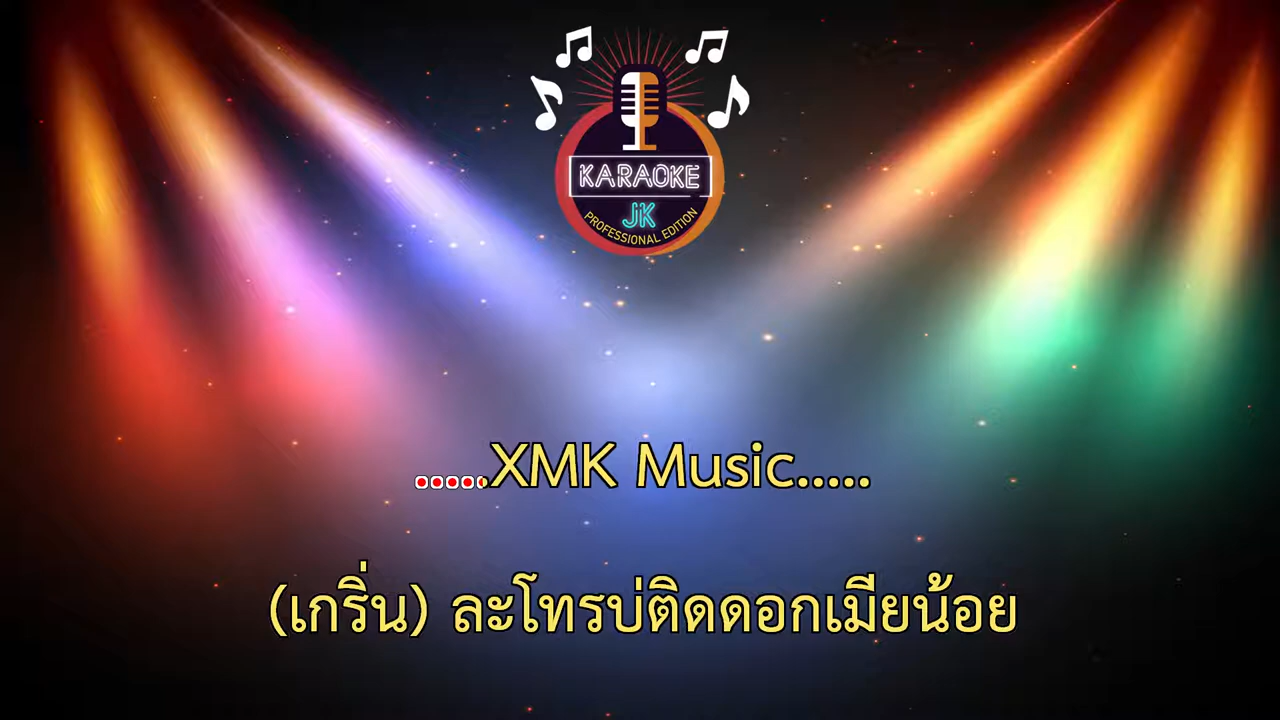 KARAOKE
JK
PROFESSIONAL EDITION
.....XMK Music.....
(เกริ่น) ละโทรบ่ติดดอกเมียน้อย